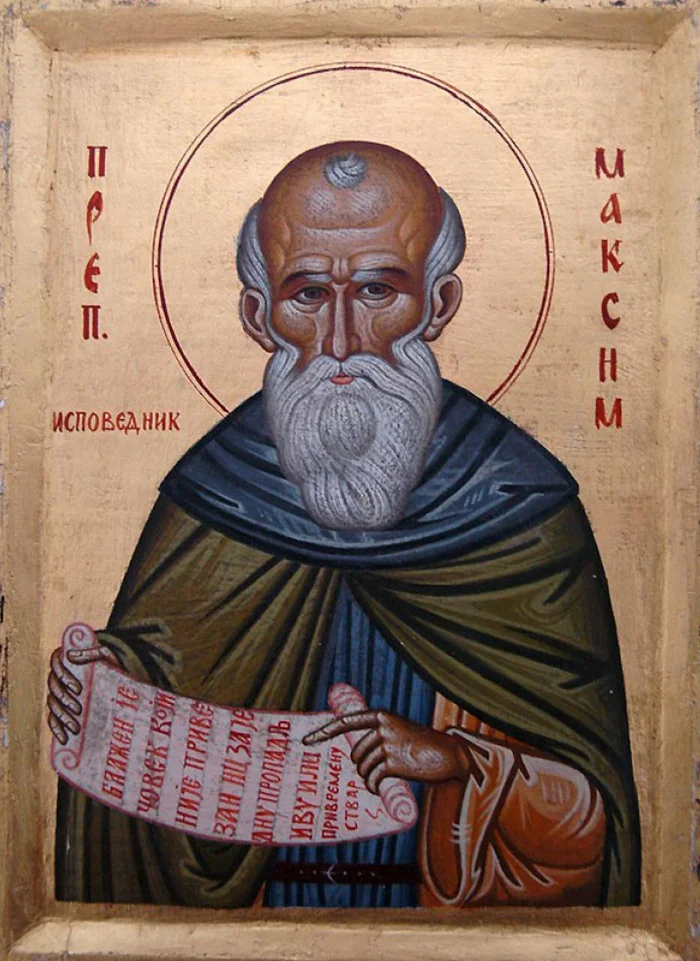 ПРЕП.
МАКСИМ
ИСПОВЕДНИК
БЛАЖЕН ЈЕ
ЧОВЕК КОЈИ
НИЈЕ ПРИВЕ
ЗАН НИ ЗА ЈЕ
ДНУ ПРОПАДЉ
ИВУ ИЛИ
ПРИВРЕМЕНУ
СТВАР